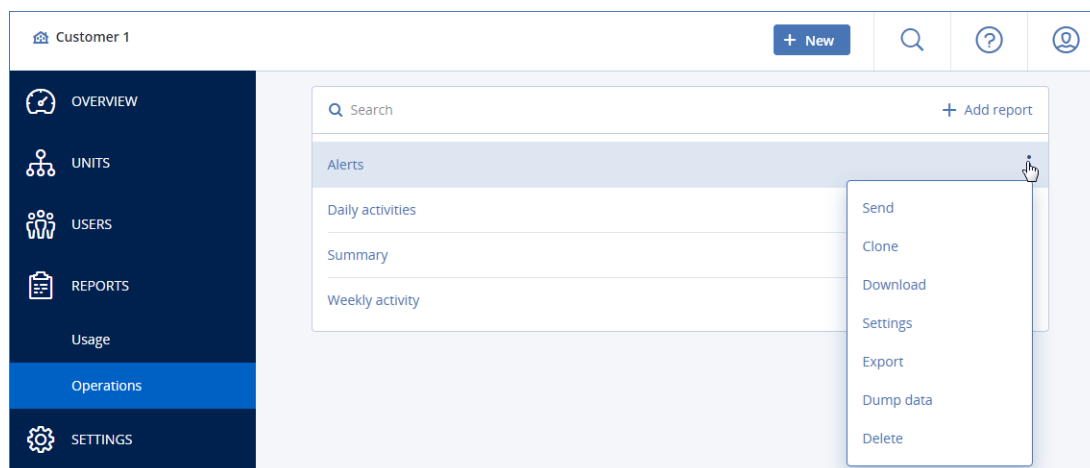 Customer 1
+ New
OVERVIEW
UNITS
USERS
REPORTS
Usage
Operations
SETTINGS
Search
+ Add report
Alerts
Daily activities
Summary
Weekly activity
Send
Clone
Download
Settings
Export
Dump data
Delete